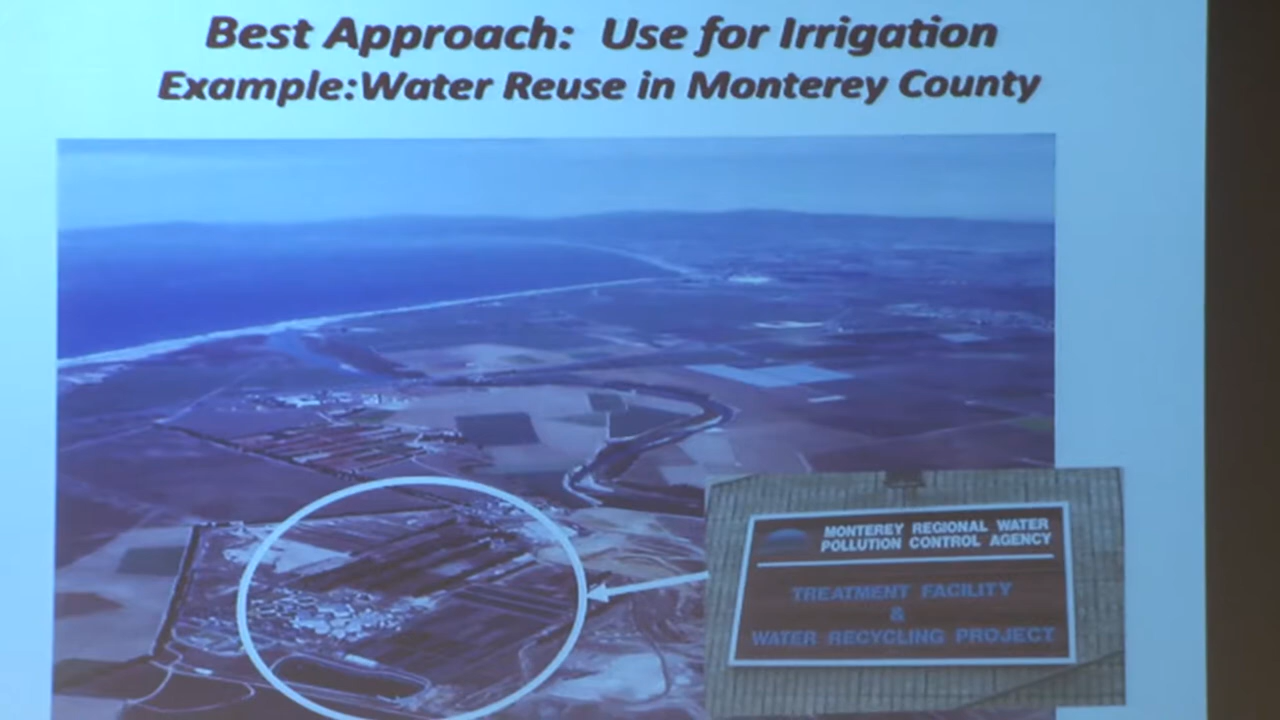 Best Approach: Use for Irrigation
Example:Water Reuse in Monterey County
MONTEREY REGIONAL WATER
POLLUTION CONTROL AGENCY
TREATMENT FACILITY
&
WATER RECYCLING PROJECT